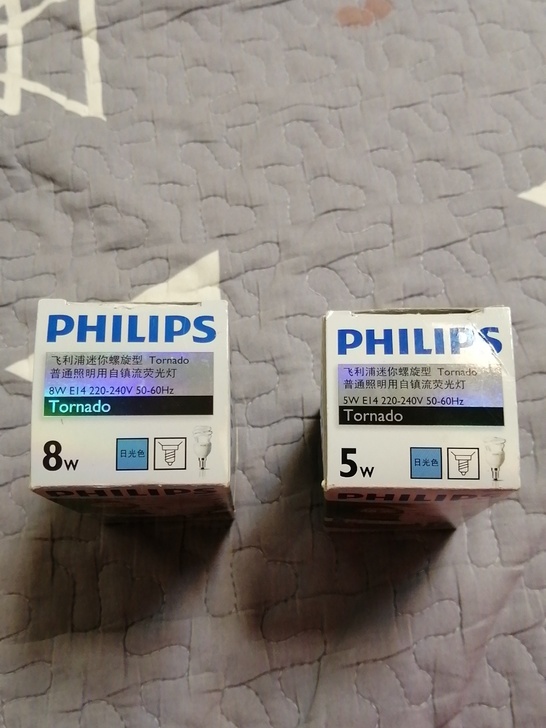 PHILIPS
飞利浦迷你螺旋型 Tornado
普通照明用自镇流荧光灯
8W E14 220-240V 50-60Hz
Tornado
8W
日光色
PHILIPS
PHILIPS
飞利浦迷你螺旋型 Tornado
普通照明用自镇流荧光灯
5W E14 220-240V 50-60Hz
Tornado
5W
日光色
PHILIPS